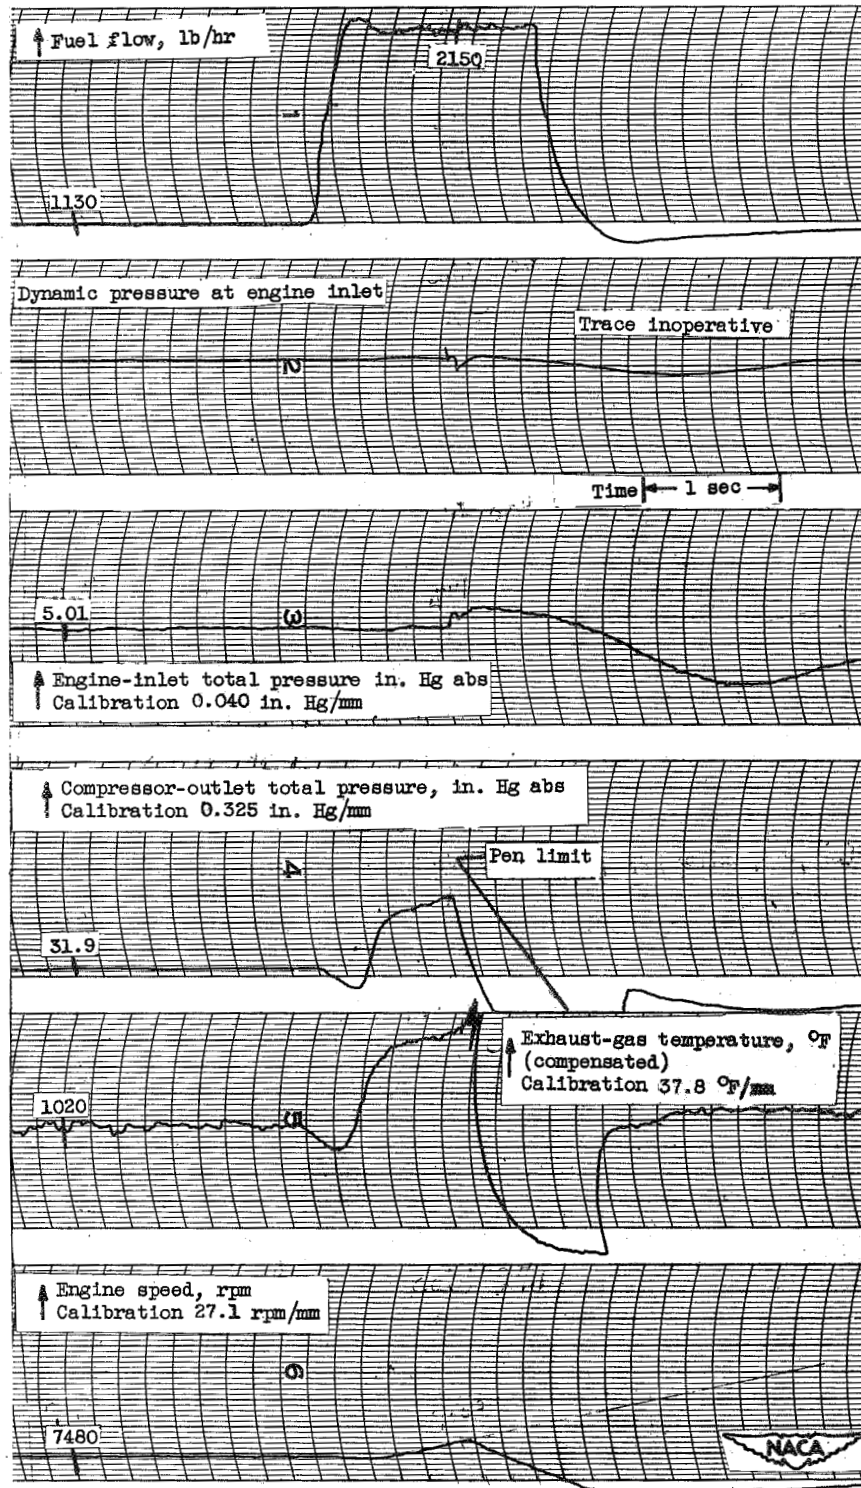 Fuel flow, lb/hr
2150
1
1130
Dynamic pressure at engine inlet
Trace inoperative
2
Time 1 sec
5.01
3
Engine-inlet total pressure in. Hg abs
Calibration 0.040 in. Hg/mm
Compressor-outlet total pressure, in. Hg abs
Calibration 0.325 in. Hg/mm
Pen limit
4
31.9
Exhaust-gas temperature, °F
(compensated)
Calibration 37.8 °F/mm
1020
5
Engine speed, rpm
Calibration 27.1 rpm/mm
6
7480
NACA